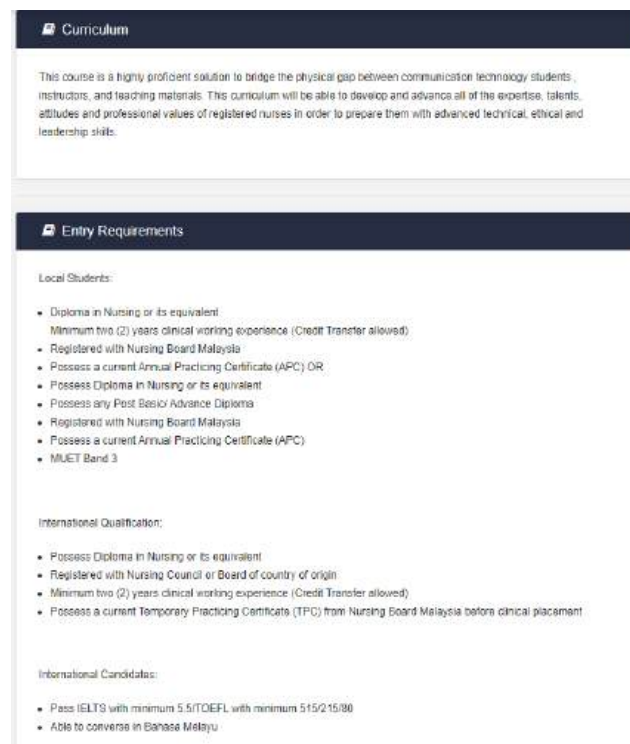 Curriculum
This course is a highly proficient solution to bridge the physical gap between communication technology students ,
instructors, and teaching materials. This curriculum will be able to develop and advance all of the expertise, talents,
attitudes and professional values of registered nurses in order to prepare them with advanced technical, ethical and
leadership skills.
Entry Requirements
Local Students:
Diploma in Nursing or its equivalent
Minimum two (2) years clinical working experience (Credit Transfer allowed)
Registered with Nursing Board Malaysia
Possess a current Annual Practicing Certificate (APC) OR
Possess Diploma in Nursing or its equivalent
Possess any Post Basic/ Advance Diploma
Registered with Nursing Board Malaysia
Possess a current Annual Practicing Certificate (APC)
MUET Band 3
International Qualification:
Possess Diploma in Nursing or its equivalent
Registered with Nursing Council or Board of country of origin
Minimum two (2) years clinical working experience (Credit Transfer allowed)
Possess a current Temporary Practicing Certificate (TPC) from Nursing Board Malaysia before clinical placement
International Candidates:
Pass IELTS with minimum 5.5/TOEFL with minimum 515/215/80
Able to converse in Bahasa Melayu